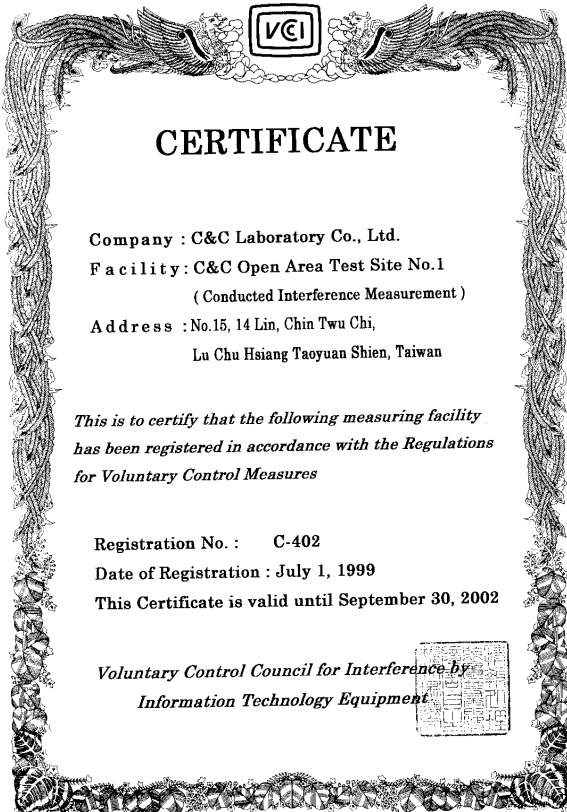 VCCI
CERTIFICATE
Company : C&C Laboratory Co., Ltd.
Facility: C&C Open Area Test Site No.1
( Conducted Interference Measurement )
Address : No.15, 14 Lin, Chin Twu Chi,
Lu Chu Hsiang Taoyuan Shien, Taiwan
This is to certify that the following measuring facility
has been registered in accordance with the Regulations
for Voluntary Control Measures
Registration No. : C-402
Date of Registration : July 1, 1999
This Certificate is valid until September 30, 2002
Voluntary Control Council for Interference by
Information Technology Equipment